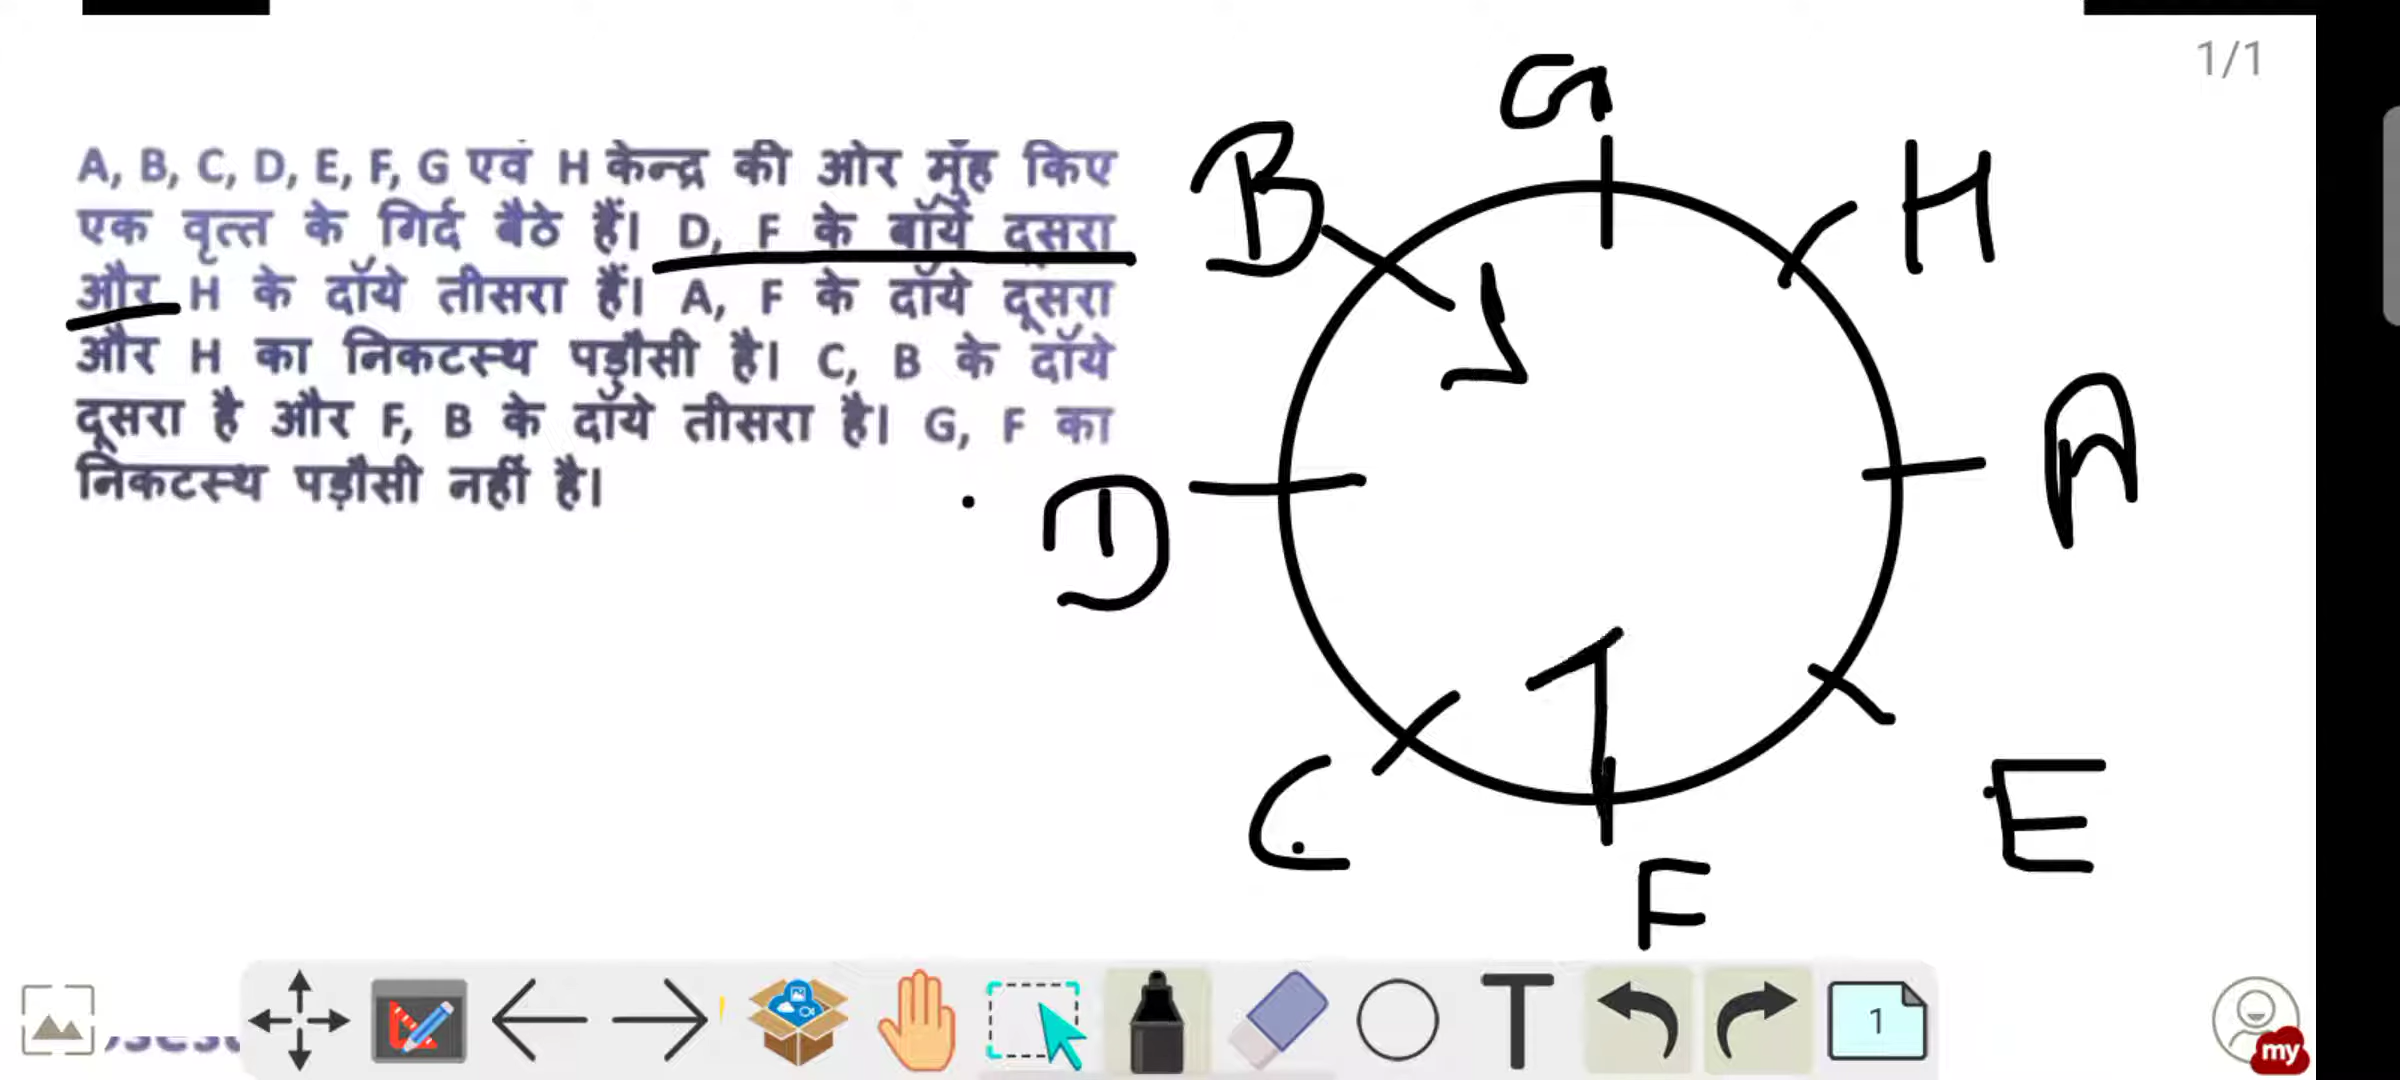 1/1
A, B, C, D, E, F, G एवं H केन्द्र की ओर मुँह किए
एक वृत्त के गिर्द बैठे हैं। D, F के बाँये दूसरा
और H के दाँये तीसरा हैं। A, F के दाँये दूसरा
और H का निकटस्थ पड़ौसी है। C, B के दाँये
दूसरा है और F, B के दाँये तीसरा है। G, F का
निकटस्थ पड़ौसी नहीं है।
G
B
H
A
D
C
E
F
T
1
my